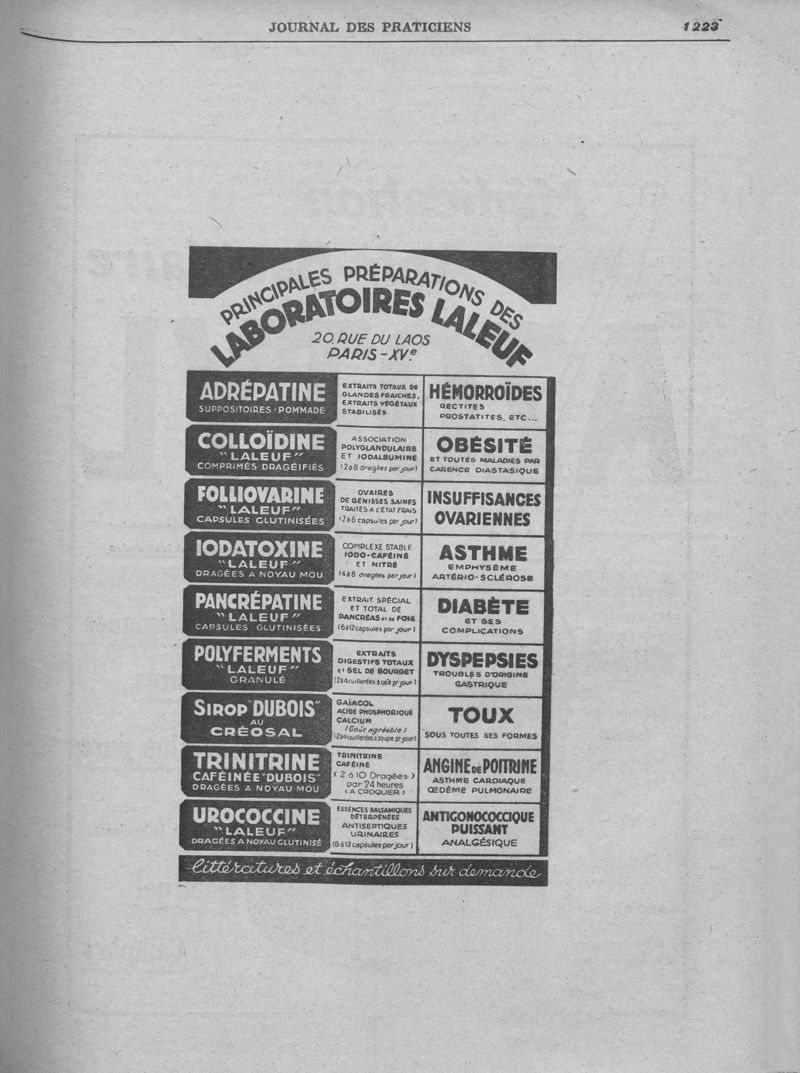 JOURNAL DES PRATICIENS 1223
PRINCIPALES PRÉPARATIONS DES
LABORATOIRES LALEUF
20, RUE DU LAOS
PARIS-XVe
ADRÉPATINE
SUPPOSITOIRES - POMMADE
EXTRAITS TOTAUX DE
GLANDES FRAICHES,
EXTRAITS VÉGÉTAUX
STABILISÉS
HÉMORROÏDES
RECTITES
PROSTATITES, ETC...
COLLOÏDINE
"LALEUF"
COMPRIMÉS DRAGÉIFIÉS
ASSOCIATION
POLYGLANDULAIRE
ET IODALBUMINE
(2 à 8 dragées par jour)
OBÉSITÉ
ET TOUTES MALADIES PAR
CARENCE DIASTASIQUE
FOLLIOVARINE
"LALEUF"
CAPSULES GLUTINISÉES
OVAIRES
DE GÉNISSES SAINES
TRAITÉS A L'ÉTAT FRAIS
(2 à 6 capsules par jour)
INSUFFISANCES
OVARIENNES
IODATOXINE
"LALEUF"
DRAGÉES A NOYAU MOU
COMPLEXE STABLE
IODO-CAFÉINÉ
ET NITRÉ
(4 à 8 dragées par jour)
ASTHME
EMPHYSÈME
ARTÉRIO-SCLÉROSE
PANCRÉPATINE
"LALEUF"
CAPSULES GLUTINISÉES
EXTRAIT SPÉCIAL
ET TOTAL DE
PANCRÉAS ET DE FOIE
(6 à 12 capsules par jour)
DIABÈTE
ET SES
COMPLICATIONS
POLYFERMENTS
"LALEUF"
GRANULÉ
EXTRAITS
DIGESTIFS TOTAUX
et SEL DE BOURGET
(2 à 4 cuillerées à café pr jour)
DYSPEPSIES
TROUBLES D'ORIGINE
GASTRIQUE
SIROP "DUBOIS"
AU
CRÉOSAL
GAÏACOL
ACIDE PHOSPHORIQUE
CALCIUM
(Goût agréable)
(2 à 4 cuillerées à soupe pr jour)
TOUX
SOUS TOUTES SES FORMES
TRINITRINE
CAFÉINÉE "DUBOIS"
DRAGÉES A NOYAU MOU
TRINITRINE
CAFÉINE
(2 à 10 Dragées)
par 24 heures
(A CROQUER)
ANGINE DE POITRINE
ASTHME CARDIAQUE
ŒDÈME PULMONAIRE
UROCOCCINE
"LALEUF"
DRAGÉES A NOYAU GLUTINISÉ
ESSENCES BALSAMIQUES
DÉTERPÉNÉES
ANTISEPTIQUES
URINAIRES
(6 à 12 capsules par jour)
ANTIGONOCOCCIQUE
PUISSANT
ANALGÉSIQUE
littératures et échantillons sur demande